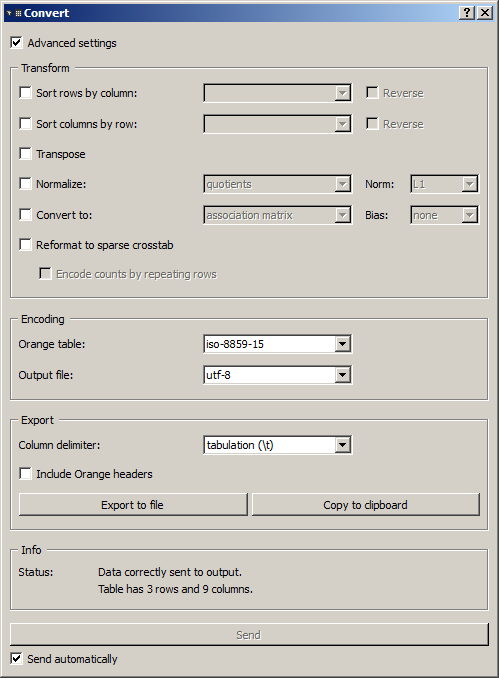 Convert
Advanced settings
Transform
Sort rows by column: Reverse
Sort columns by row: Reverse
Transpose
Normalize: quotients Norm: L1
Convert to: association matrix Bias: none
Reformat to sparse crosstab
Encode counts by repeating rows
Encoding
Orange table: iso-8859-15
Output file: utf-8
Export
Column delimiter: tabulation (\t)
Include Orange headers
Export to file Copy to clipboard
Info
Status: Data correctly sent to output.
Table has 3 rows and 9 columns.
Send
Send automatically